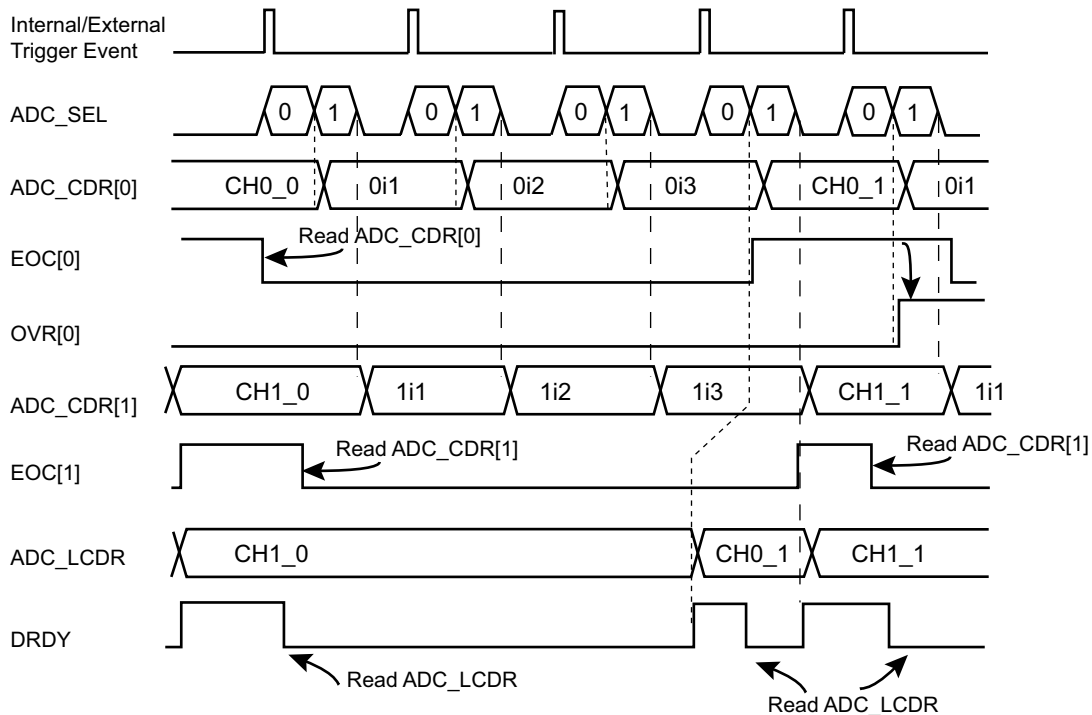 Internal/External
Trigger Event
ADC_SEL
0 1 0 1 0 1 0 1 0 1
ADC_CDR[0]
CH0_0 0i1 0i2 0i3 CH0_1 0i1
EOC[0]
Read ADC_CDR[0]
OVR[0]
ADC_CDR[1]
CH1_0 1i1 1i2 1i3 CH1_1 1i1
EOC[1]
Read ADC_CDR[1]
Read ADC_CDR[1]
ADC_LCDR
CH1_0 CH0_1 CH1_1
DRDY
Read ADC_LCDR
Read ADC_LCDR